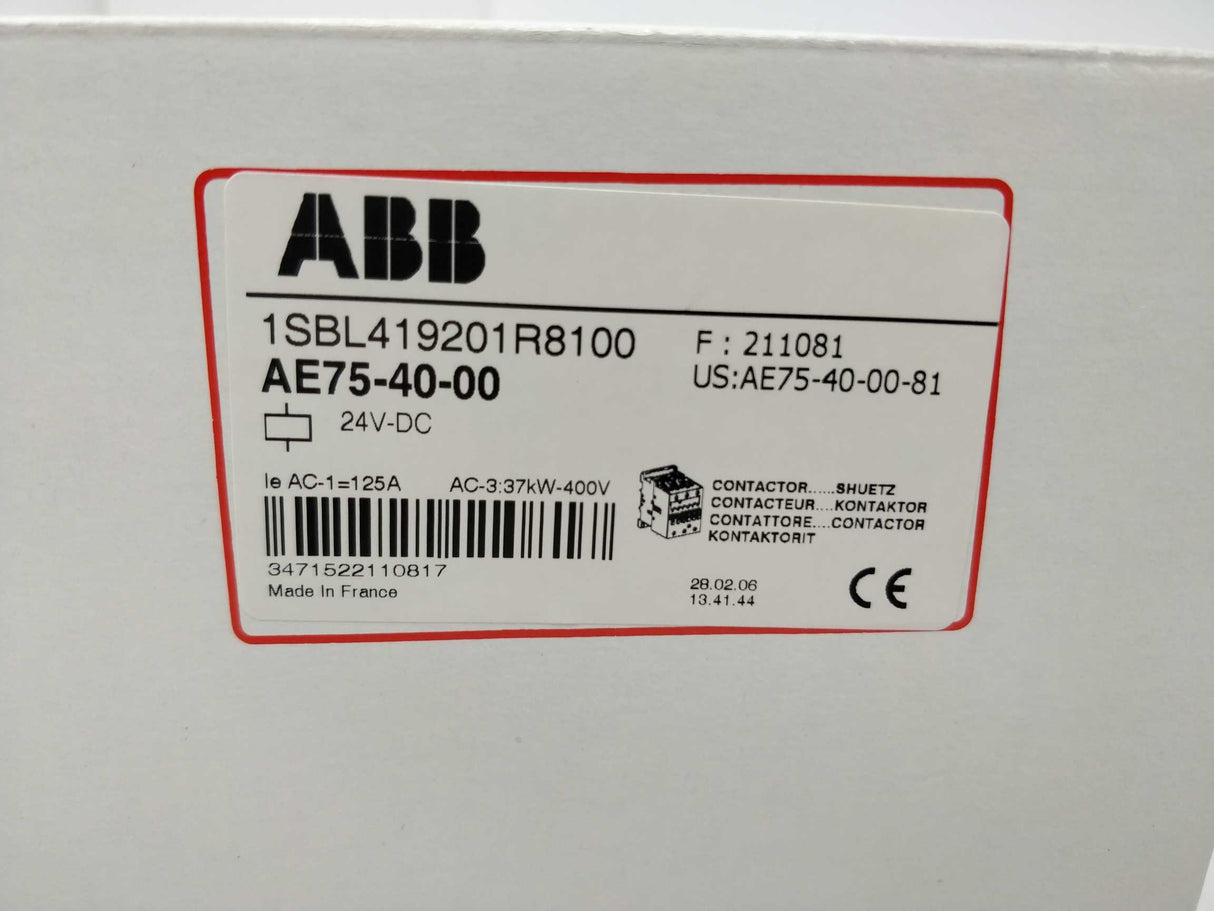 ABB
1SBL419201R8100
F : 211081
AE75-40-00
US:AE75-40-00-81
24V-DC
Ie AC-1=125A
AC-3:37kW-400V
CONTACTOR.....SHUETZ
CONTACTEUR....KONTAKTOR
CONTATTORE....CONTACTOR
KONTAKTORIT
3471522110817
Made In France
28.02.06
13.41.44
CE